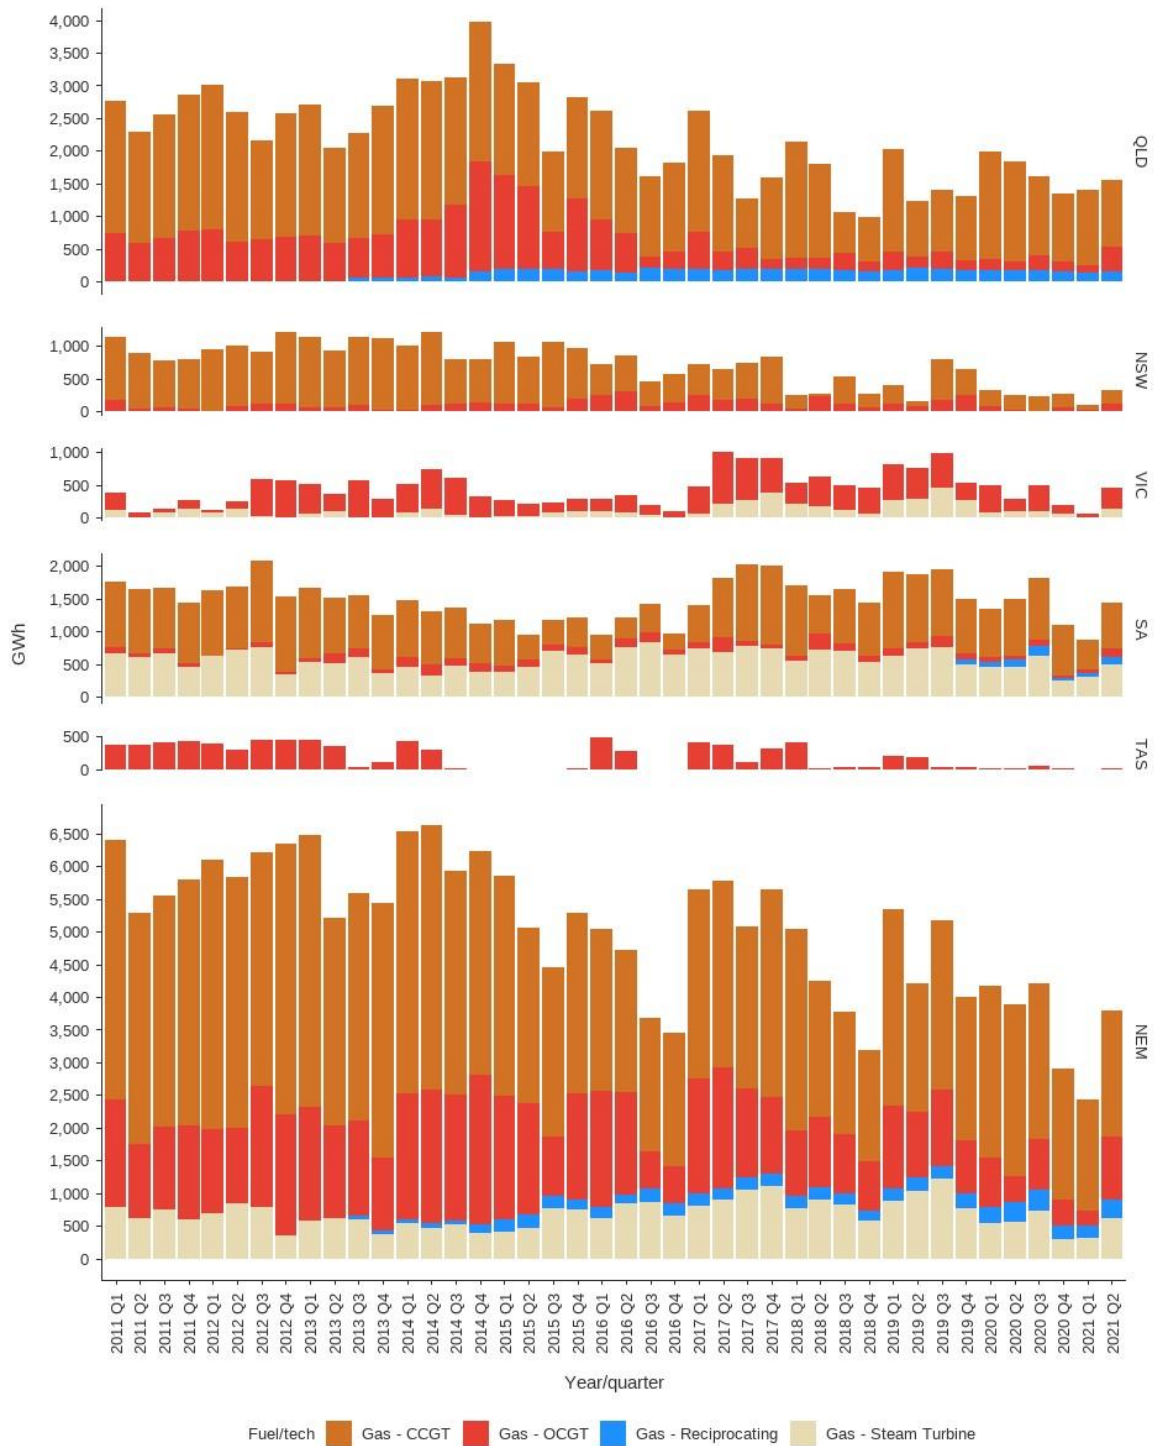 4,000
3,500
3,000
2,500
2,000
1,500
1,000
500
0
QLD
1,000
500
0
NSW
1,000
500
0
VIC
2,000
1,500
1,000
500
0
SA
GWh
500
0
TAS
6,500
6,000
5,500
5,000
4,500
4,000
3,500
3,000
2,500
2,000
1,500
1,000
500
0
NEM
2011 Q1
2011 Q2
2011 Q3
2011 Q4
2012 Q1
2012 Q2
2012 Q3
2012 Q4
2013 Q1
2013 Q2
2013 Q3
2013 Q4
2014 Q1
2014 Q2
2014 Q3
2014 Q4
2015 Q1
2015 Q2
2015 Q3
2015 Q4
2016 Q1
2016 Q2
2016 Q3
2016 Q4
2017 Q1
2017 Q2
2017 Q3
2017 Q4
2018 Q1
2018 Q2
2018 Q3
2018 Q4
2019 Q1
2019 Q2
2019 Q3
2019 Q4
2020 Q1
2020 Q2
2020 Q3
2020 Q4
2021 Q1
2021 Q2
Year/quarter
Fuel/tech Gas - CCGT Gas - OCGT Gas - Reciprocating Gas - Steam Turbine